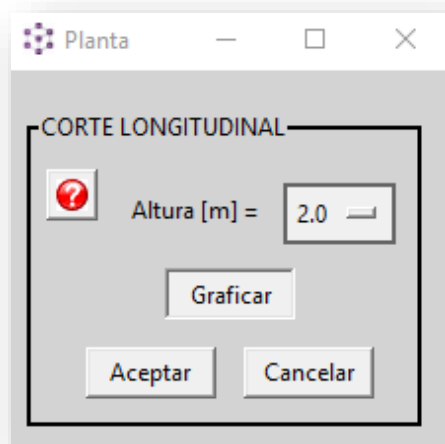 Planta
CORTE LONGITUDINAL
?
Altura [m] = 2.0
Graficar
Aceptar Cancelar